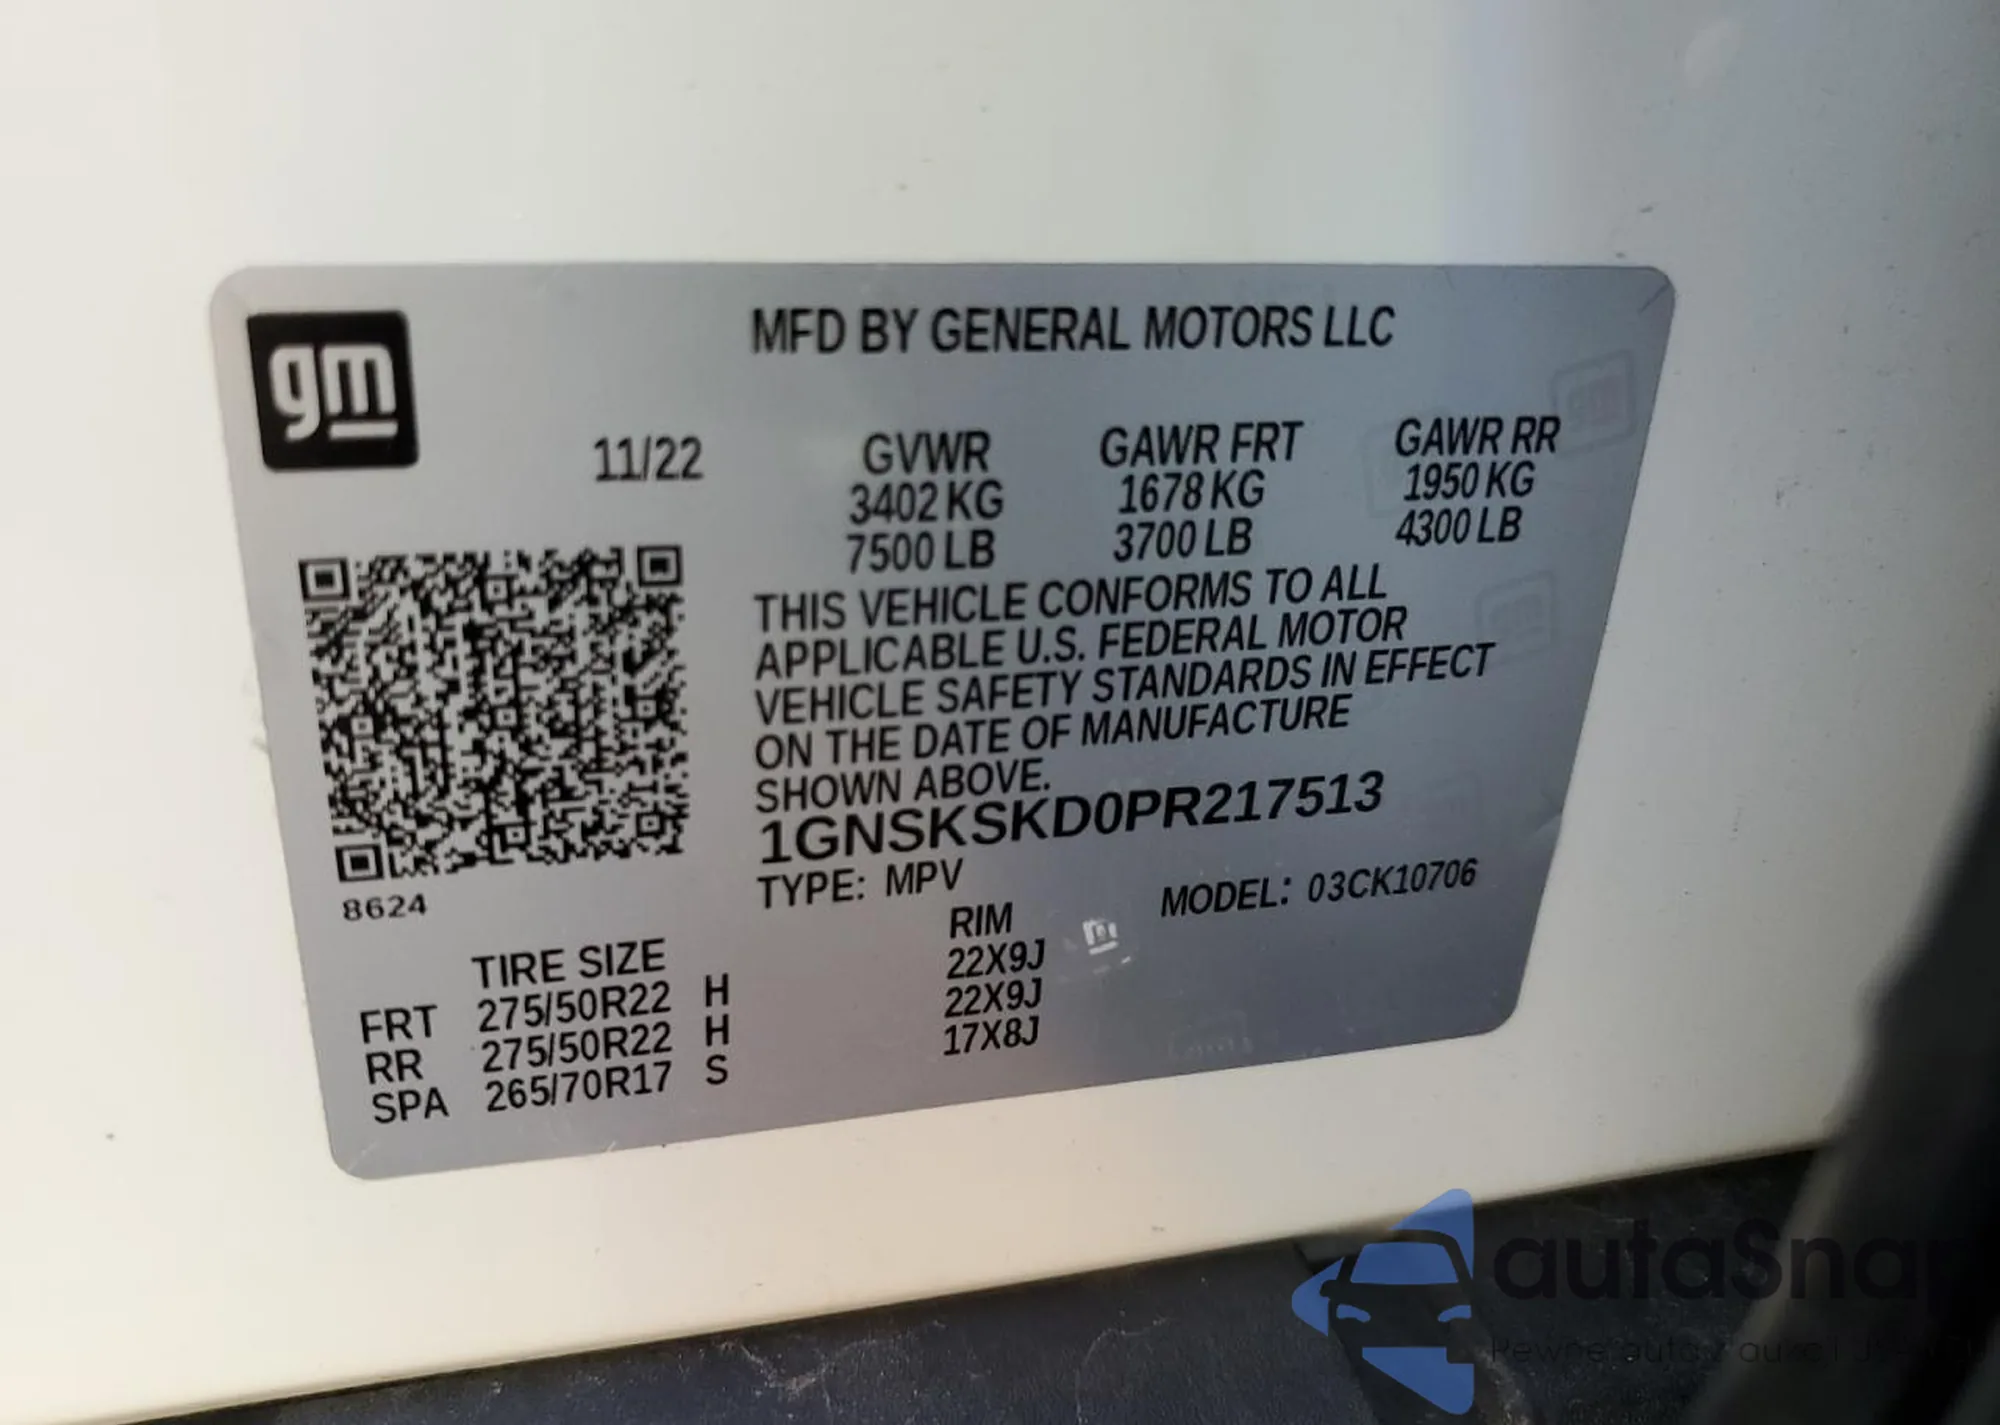 gm
MFD BY GENERAL MOTORS LLC
11/22 GVWR GAWR FRT GAWR RR
3402 KG 1678 KG 1950 KG
7500 LB 3700 LB 4300 LB
THIS VEHICLE CONFORMS TO ALL
APPLICABLE U.S. FEDERAL MOTOR
VEHICLE SAFETY STANDARDS IN EFFECT
ON THE DATE OF MANUFACTURE
SHOWN ABOVE.
1GNSKSKD0PR217513
TYPE: MPV MODEL: 03CK10706
8624
TIRE SIZE RIM
FRT 275/50R22 H 22X9J
RR 275/50R22 H 22X9J
SPA 265/70R17 S 17X8J
autaSna